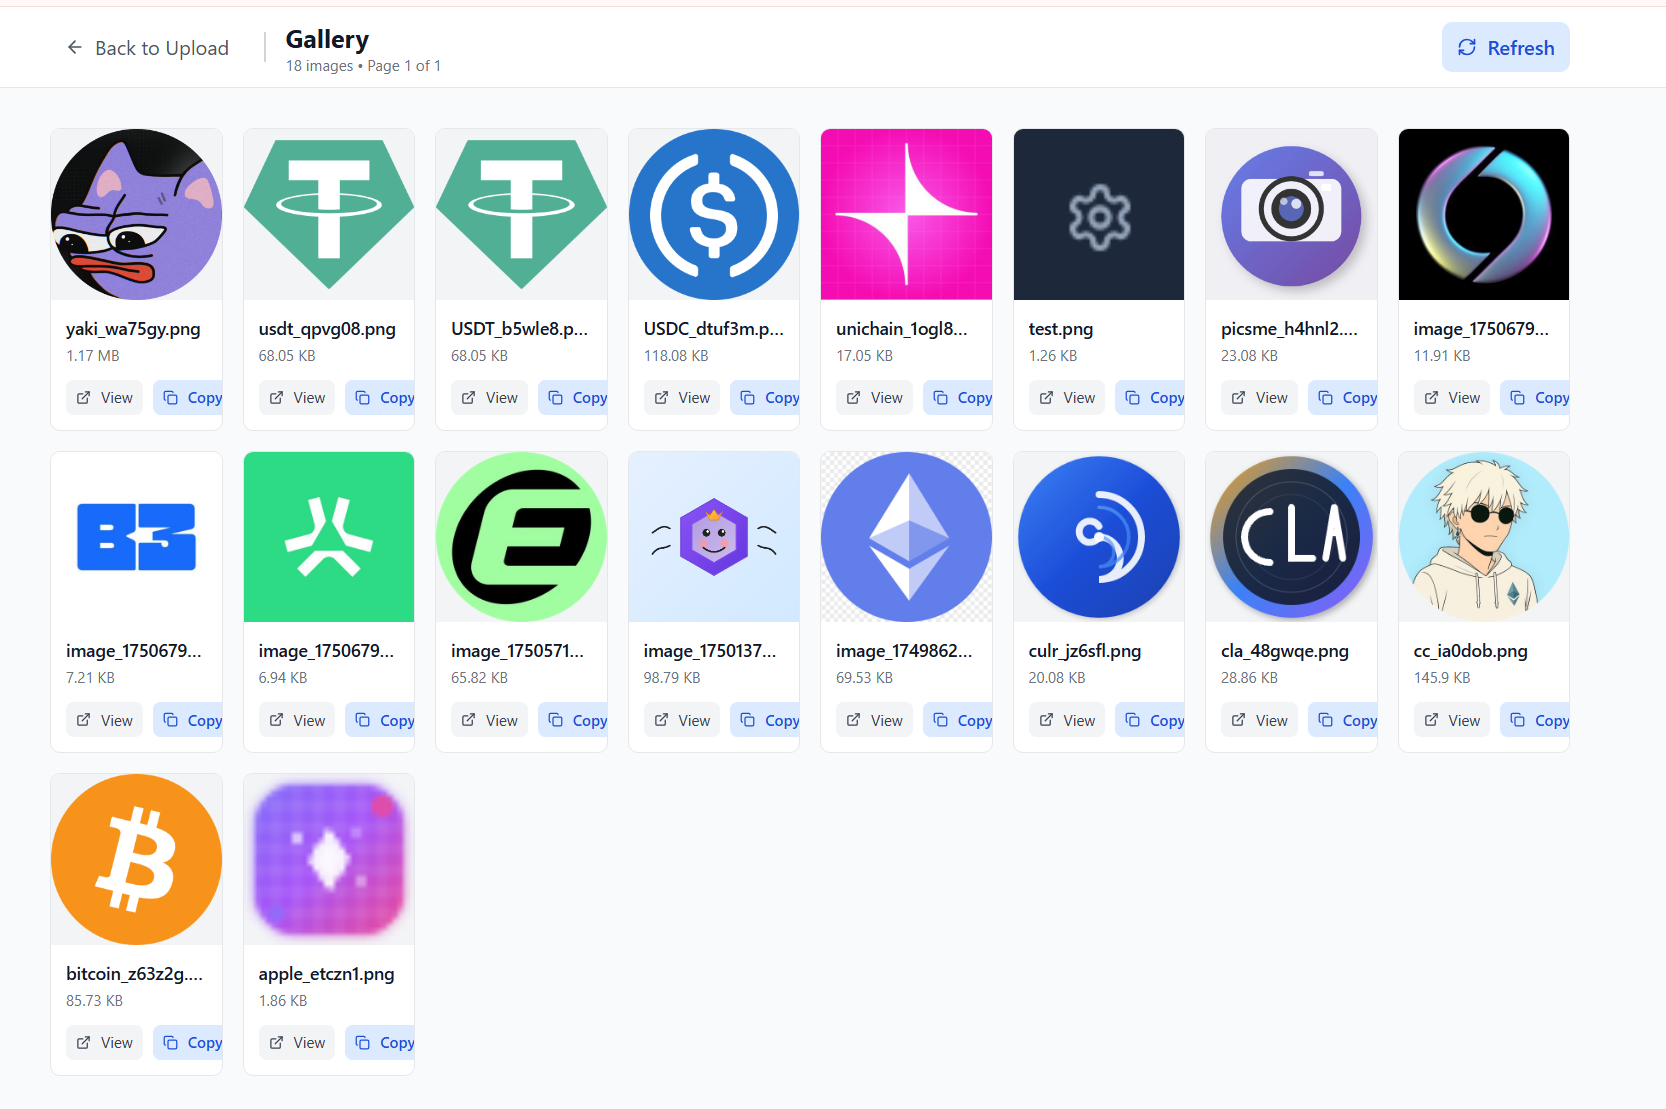 Back to Upload
Gallery
18 images • Page 1 of 1
Refresh
yaki_wa75gy.png
1.17 MB
View
Copy
usdt_qpvg08.png
68.05 KB
View
Copy
USDT_b5wle8.p...
68.05 KB
View
Copy
USDC_dtuf3m.p...
118.08 KB
View
Copy
unichain_1ogl8...
17.05 KB
View
Copy
test.png
1.26 KB
View
Copy
picsme_h4hnl2....
23.08 KB
View
Copy
image_1750679...
11.91 KB
View
Copy
B3
image_1750679...
7.21 KB
View
Copy
image_1750679...
6.94 KB
View
Copy
image_1750571...
65.82 KB
View
Copy
image_1750137...
98.79 KB
View
Copy
image_1749862...
69.53 KB
View
Copy
culr_jz6sfl.png
20.08 KB
View
Copy
CLA
cla_48gwqe.png
28.86 KB
View
Copy
cc_ia0dob.png
145.9 KB
View
Copy
bitcoin_z63z2g....
85.73 KB
View
Copy
apple_etczn1.png
1.86 KB
View
Copy